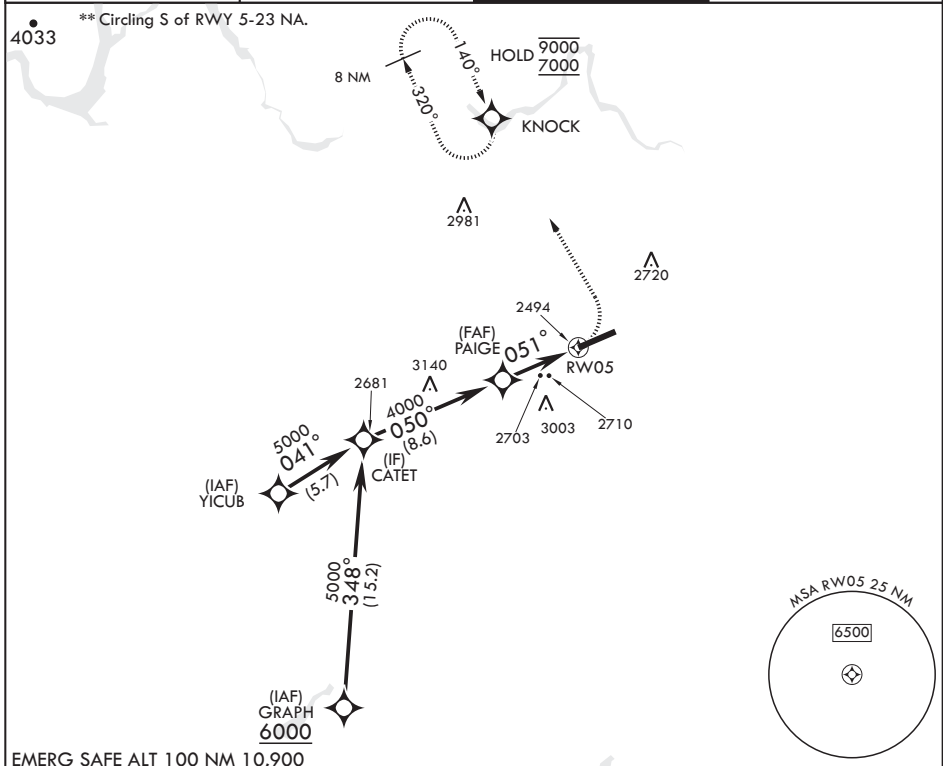 ** Circling S of RWY 5-23 NA.
4033
HOLD 9000
7000
140°
8 NM
320°
KNOCK
2981
2720
2494
(FAF)
PAIGE
051°
RW05
3140
2681
4000
050°
(8.6)
2703
3003
2710
5000
041°
(5.7)
(IF)
CATET
(IAF)
YICUB
5000
348°
(15.2)
MSA RW05 25 NM
6500
(IAF)
GRAPH
6000
EMERG SAFE ALT 100 NM 10,900